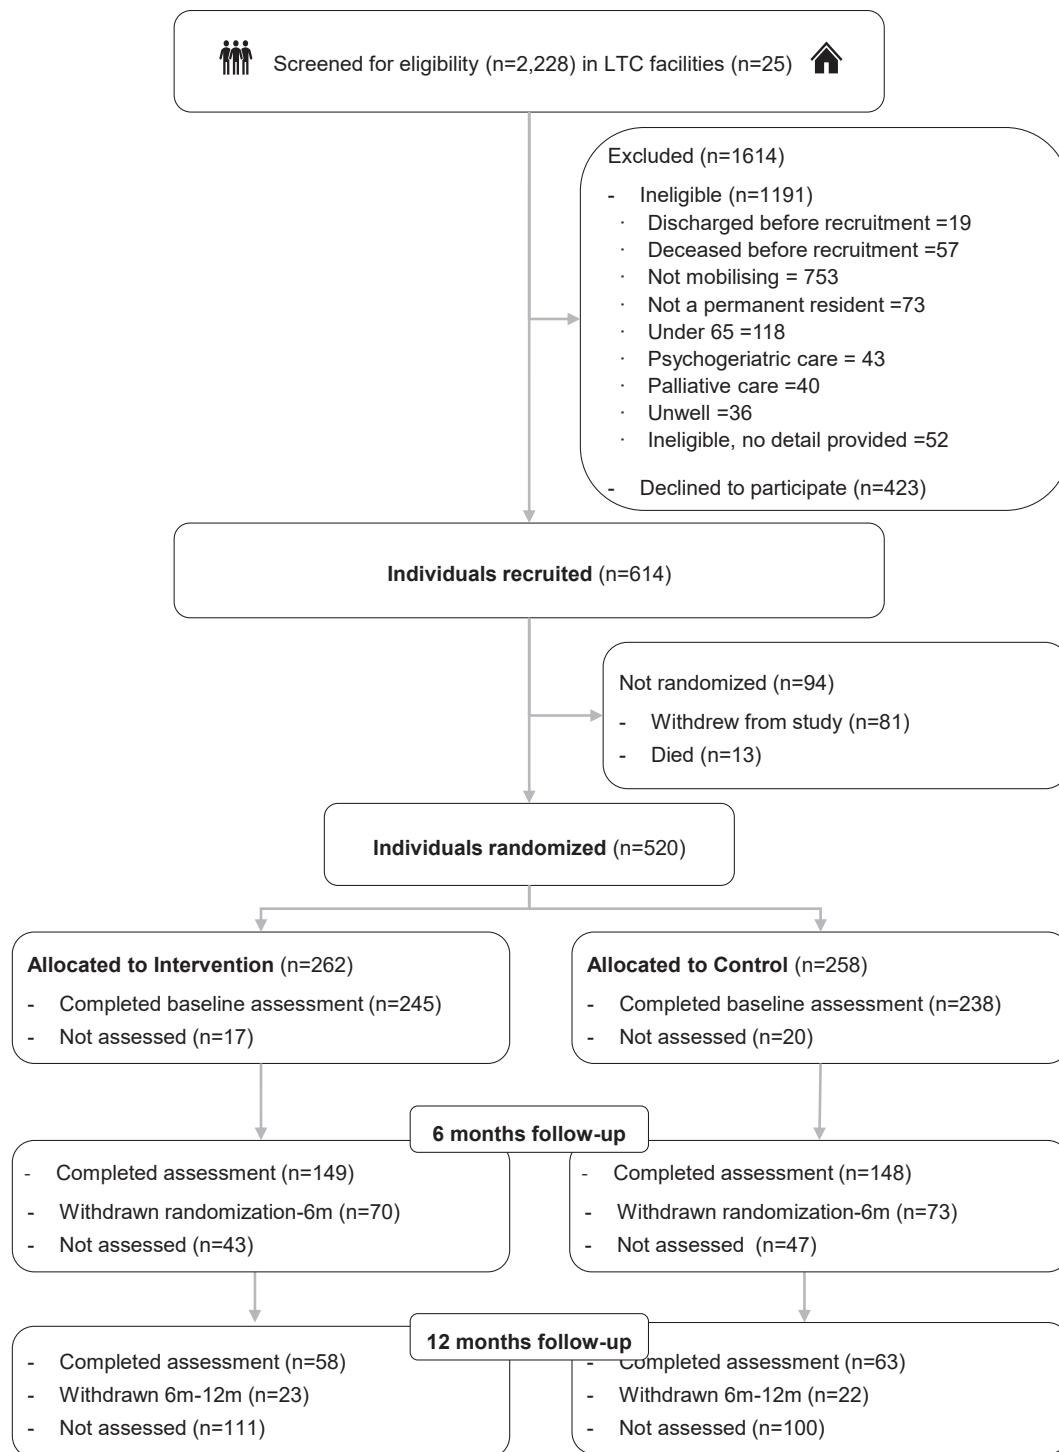 Screened for eligibility (n=2,228) in LTC facilities (n=25)
Excluded (n=1614)
- Ineligible (n=1191)
· Discharged before recruitment =19
· Deceased before recruitment =57
· Not mobilising = 753
· Not a permanent resident =73
· Under 65 =118
· Psychogeriatric care = 43
· Palliative care =40
· Unwell =36
· Ineligible, no detail provided =52
- Declined to participate (n=423)
Individuals recruited (n=614)
Not randomized (n=94)
- Withdrew from study (n=81)
- Died (n=13)
Individuals randomized (n=520)
Allocated to Intervention (n=262)
- Completed baseline assessment (n=245)
- Not assessed (n=17)
Allocated to Control (n=258)
- Completed baseline assessment (n=238)
- Not assessed (n=20)
6 months follow-up
- Completed assessment (n=149)
- Withdrawn randomization-6m (n=70)
- Not assessed (n=43)
- Completed assessment (n=148)
- Withdrawn randomization-6m (n=73)
- Not assessed (n=47)
12 months follow-up
- Completed assessment (n=58)
- Withdrawn 6m-12m (n=23)
- Not assessed (n=111)
- Completed assessment (n=63)
- Withdrawn 6m-12m (n=22)
- Not assessed (n=100)